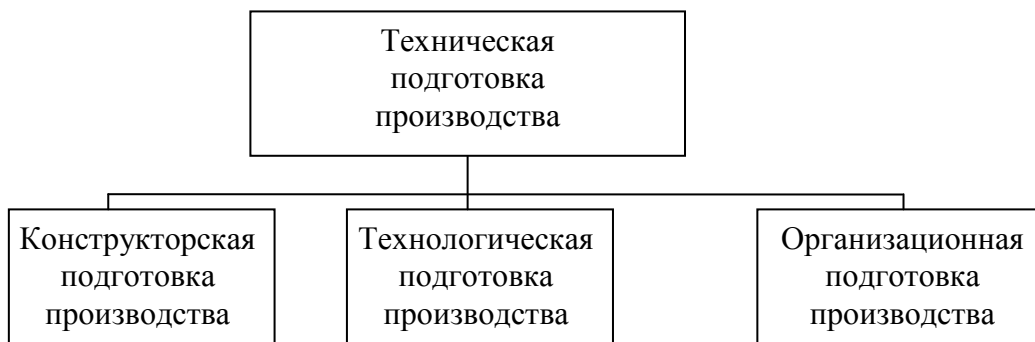 Техническая
подготовка
производства
Конструкторская
подготовка
производства
Технологическая
подготовка
производства
Организационная
подготовка
производства